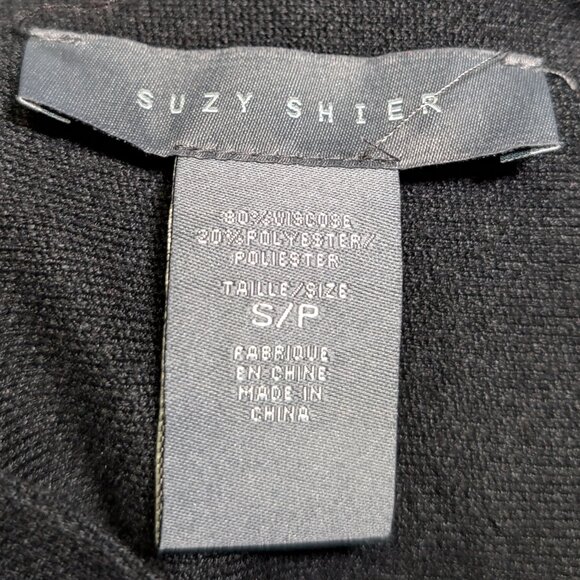 SUZY SHIER
80%VISCOSE
20%POLYESTER/
POLIESTER
TAILLE/SIZE
S/P
FABRIQUE
EN CHINE
MADE IN
CHINA